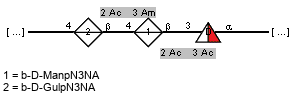 2 Ac 3 Am
[ ... ] 4 2 β 4 1 β 3 α [ ... ]
2 Ac 3 Ac
1 = b-D-ManpN3NA
2 = b-D-GulpN3NA